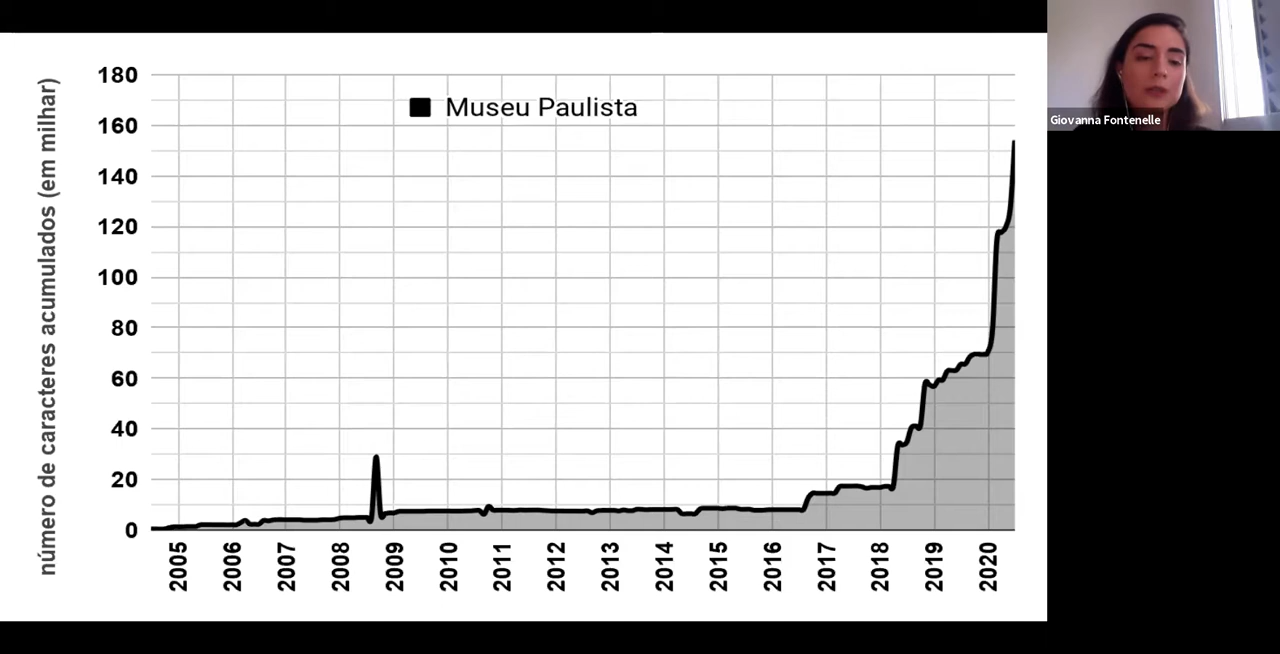 número de caracteres acumulados (em milhar)
180
160
140
120
100
80
60
40
20
0
Museu Paulista
2005 2006 2007 2008 2009 2010 2011 2012 2013 2014 2015 2016 2017 2018 2019 2020
Giovanna Fontenelle